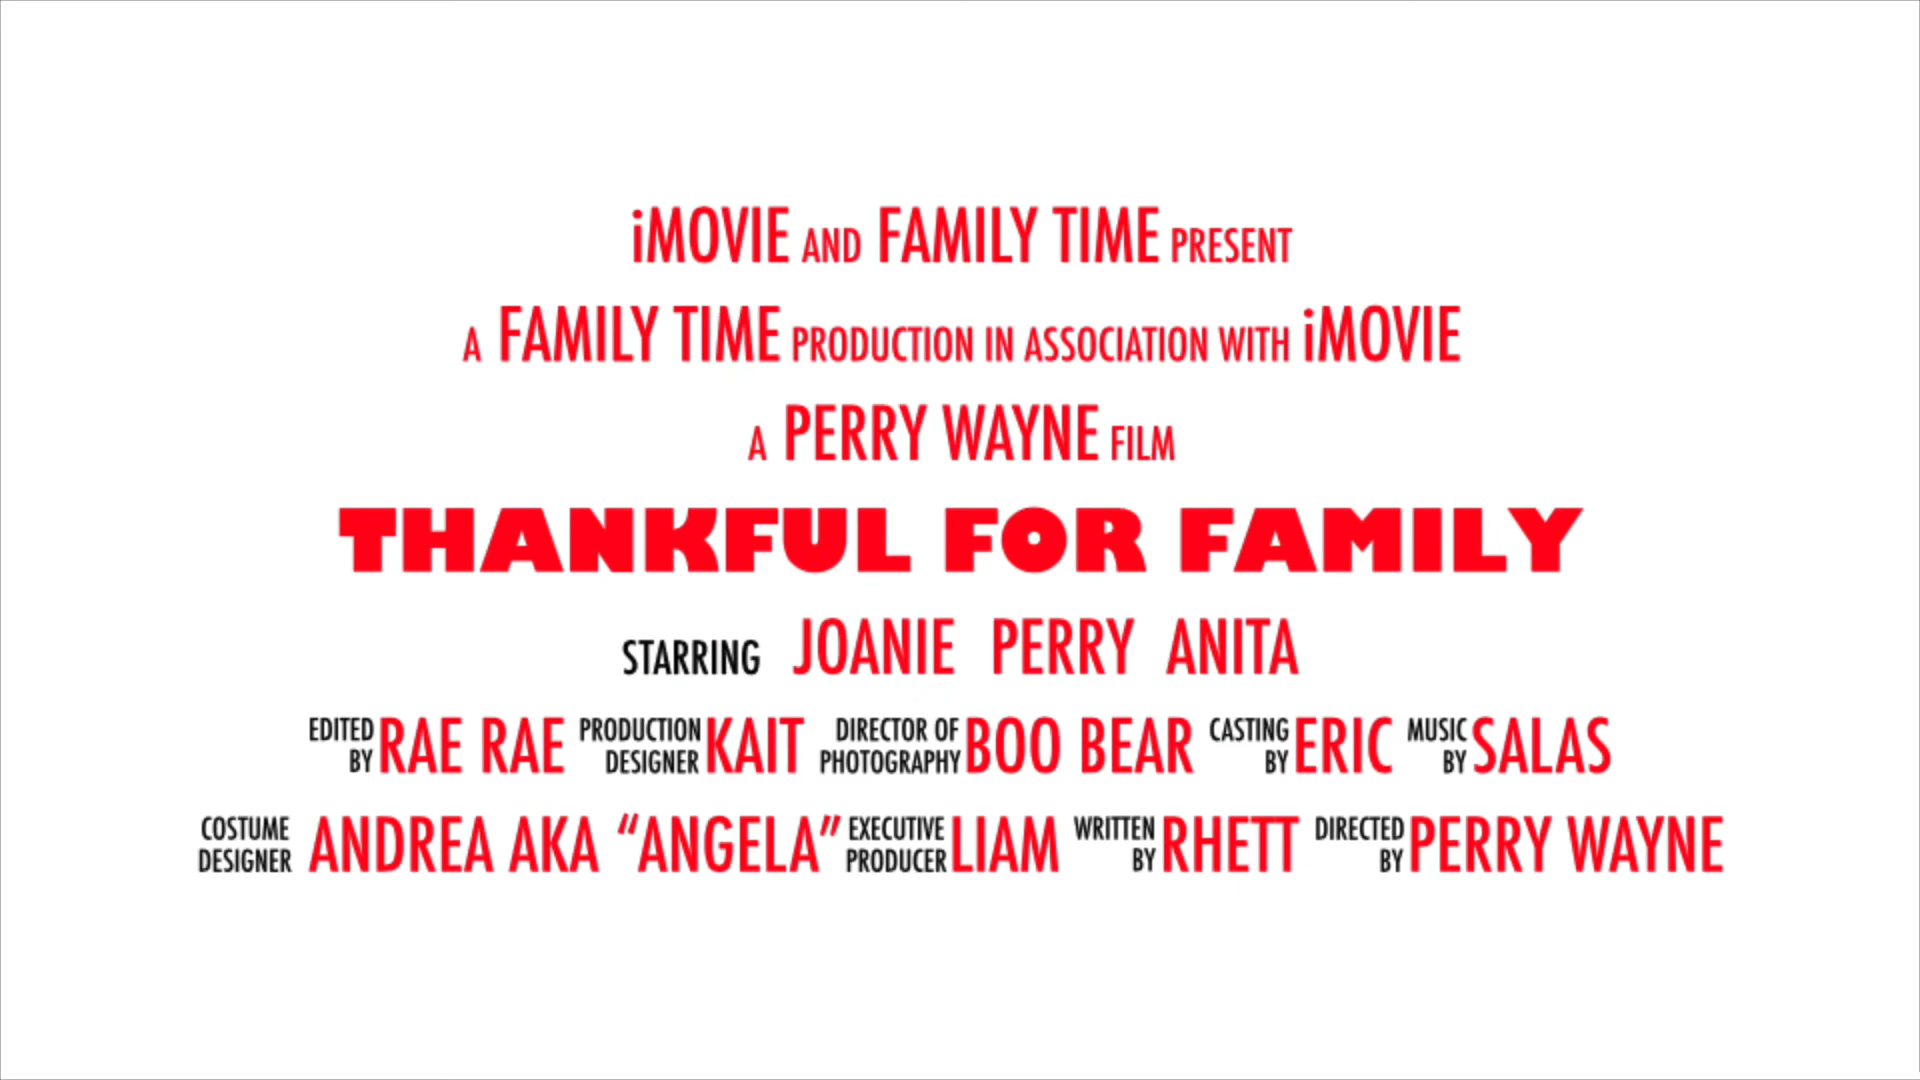 iMOVIE AND FAMILY TIME PRESENT
A FAMILY TIME PRODUCTION IN ASSOCIATION WITH iMOVIE
A PERRY WAYNE FILM
THANKFUL FOR FAMILY
STARRING JOANIE PERRY ANITA
EDITED BY RAE RAE PRODUCTION DESIGNER KAIT DIRECTOR OF PHOTOGRAPHY BOO BEAR CASTING BY ERIC MUSIC BY SALAS
COSTUME DESIGNER ANDREA AKA “ANGELA” EXECUTIVE PRODUCER LIAM WRITTEN BY RHETT DIRECTED BY PERRY WAYNE